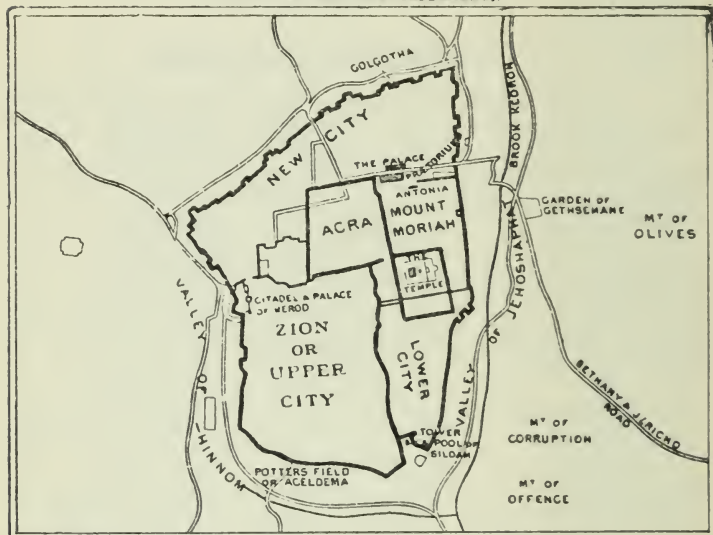 GOLGOTHA
NEW CITY
THE PALACE
PRÆTORIUM
ANTONIA
MOUNT
MORIAH
ACRA
BROOK KEDRON
GARDEN OF
GETHSEMANE
MT OF
OLIVES
VALLEY OF JEHOSHAPHAT
THE
TEMPLE
CITADEL & PALACE
OF HEROD
ZION
OR
UPPER
CITY
LOWER
CITY
VALLEY OF HINNOM
BETHANY & JERICHO
ROAD
TOWER
POOL OF
SILOAM
MT OF
CORRUPTION
POTTERS FIELD
OR ACELDEMA
MT OF
OFFENCE